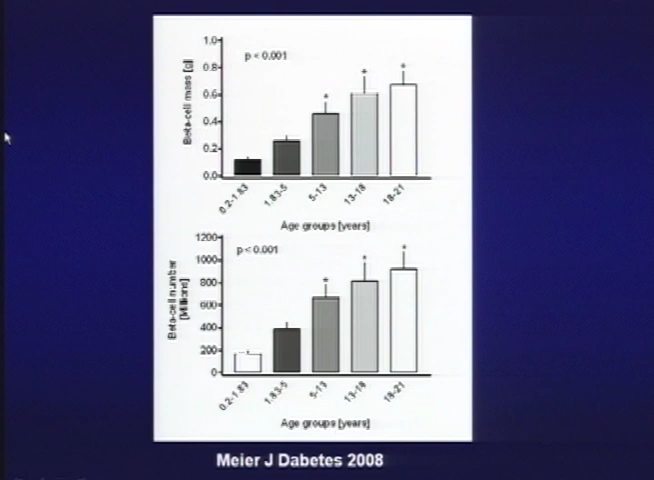 1.0
p < 0.001
0.8
0.6
0.4
0.2
0.0
Beta-cell mass [g]
* * *
0.2-1.83 1.83-5 5-13 13-18 18-21
Age groups [years]
1200
p < 0.001
1000
800
600
400
200
0
Beta-cell number
[Millions]
* * *
0.2-1.83 1.83-5 5-13 13-18 18-21
Age groups [years]
Meier J Dabetes 2008